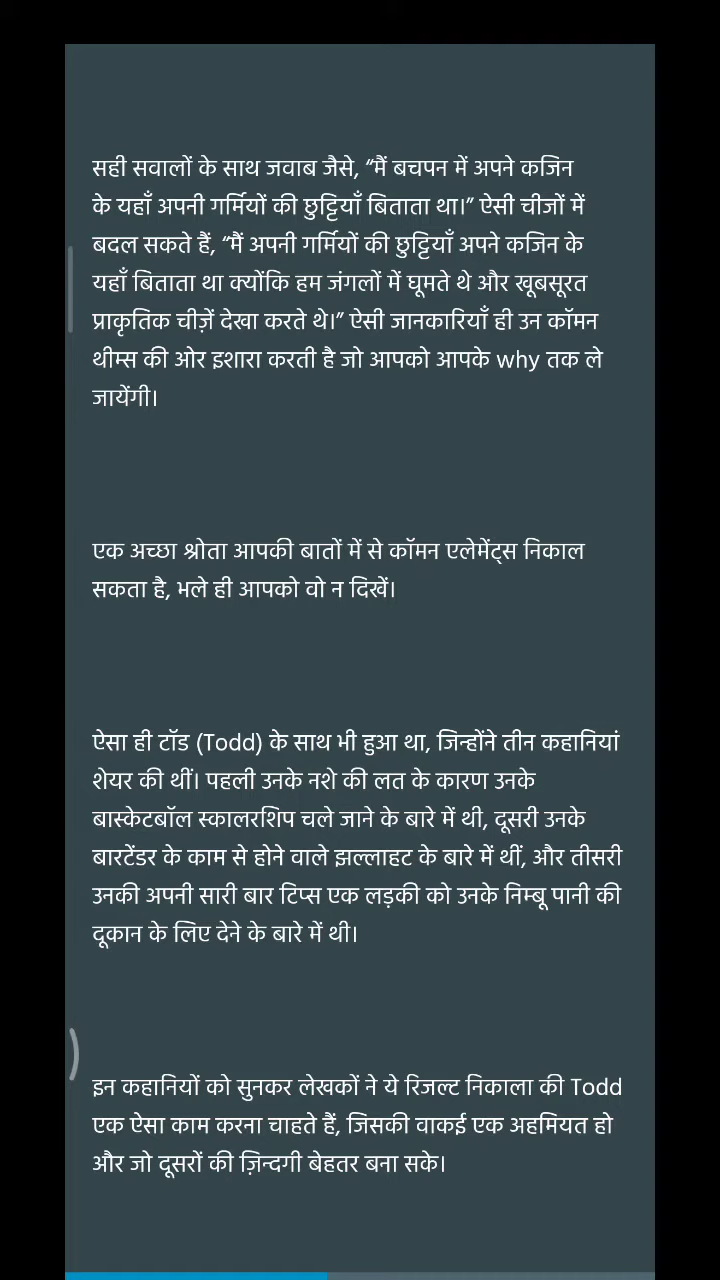 सही सवालों के साथ जवाब जैसे, “मैं बचपन में अपने कजिन
के यहाँ अपनी गर्मियों की छुट्टियाँ बिताता था।” ऐसी चीजों में
बदल सकते हैं, “मैं अपनी गर्मियों की छुट्टियाँ अपने कजिन के
यहाँ बिताता था क्योंकि हम जंगलों में घूमते थे और खूबसूरत
प्राकृतिक चीज़ें देखा करते थे।” ऐसी जानकारियाँ ही उन कॉमन
थीम्स की ओर इशारा करती है जो आपको आपके why तक ले
जायेंगी।
एक अच्छा श्रोता आपकी बातों में से कॉमन एलेमेंट्स निकाल
सकता है, भले ही आपको वो न दिखें।
ऐसा ही टॉड (Todd) के साथ भी हुआ था, जिन्होंने तीन कहानियां
शेयर की थीं। पहली उनके नशे की लत के कारण उनके
बास्केटबॉल स्कालरशिप चले जाने के बारे में थी, दूसरी उनके
बारटेंडर के काम से होने वाले झल्लाहट के बारे में थीं, और तीसरी
उनकी अपनी सारी बार टिप्स एक लड़की को उनके निम्बू पानी की
दूकान के लिए देने के बारे में थी।
इन कहानियों को सुनकर लेखकों ने ये रिजल्ट निकाला की Todd
एक ऐसा काम करना चाहते हैं, जिसकी वाकई एक अहमियत हो
और जो दूसरों की ज़िन्दगी बेहतर बना सके।